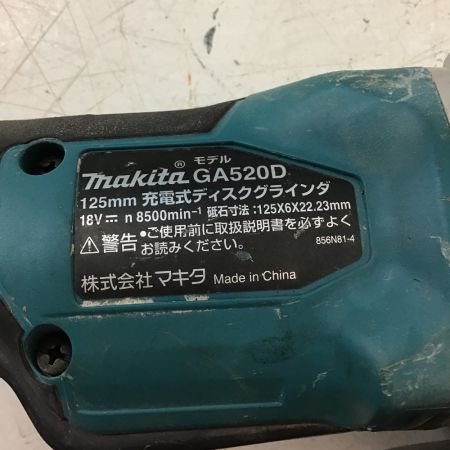 モデル
makita® GA520D
125mm 充電式ディスクグラインダ
18V⎓ n 8500min⁻¹ 砥石寸法:125X6X22.23mm
⚠警告・ご使用前に取扱説明書を必ずよく
お読みください。
856N81-4
株式会社マキタ Made in China